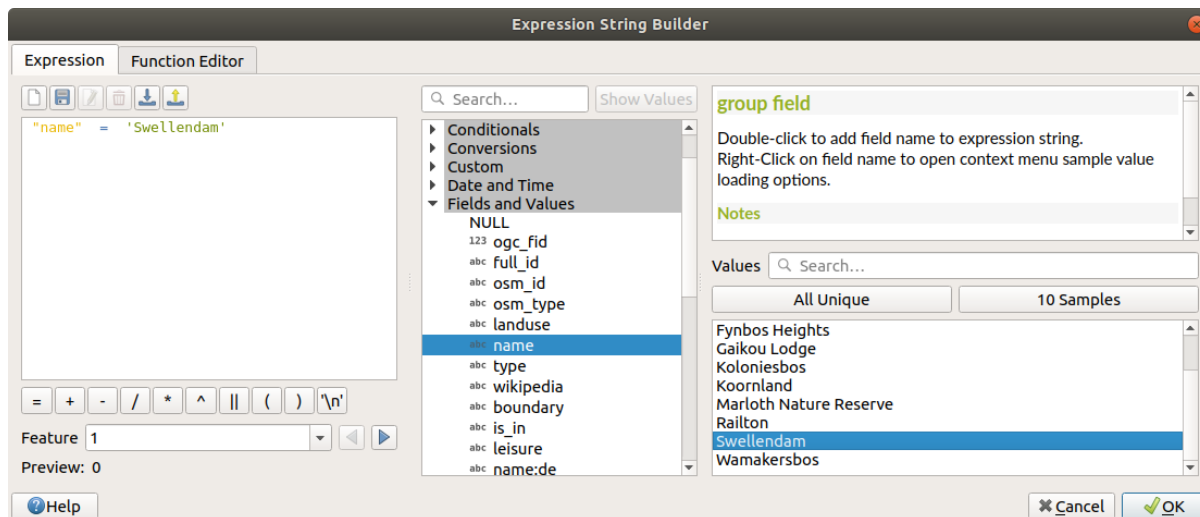 Expression String Builder
Expression Function Editor
"name" = 'Swellendam'
= + - / * ^ || ( ) '\n'
Feature 1
Preview: 0
Search... Show Values
Conditionals
Conversions
Custom
Date and Time
Fields and Values
NULL
123 ogc_fid
abc full_id
abc osm_id
abc osm_type
abc landuse
abc name
abc type
abc wikipedia
abc boundary
abc is_in
abc leisure
abc name:de
group field
Double-click to add field name to expression string.
Right-Click on field name to open context menu sample value
loading options.
Notes
Values Search...
All Unique 10 Samples
Fynbos Heights
Gaikou Lodge
Koloniesbos
Koornland
Marloth Nature Reserve
Railton
Swellendam
Wamakersbos
Help Cancel OK